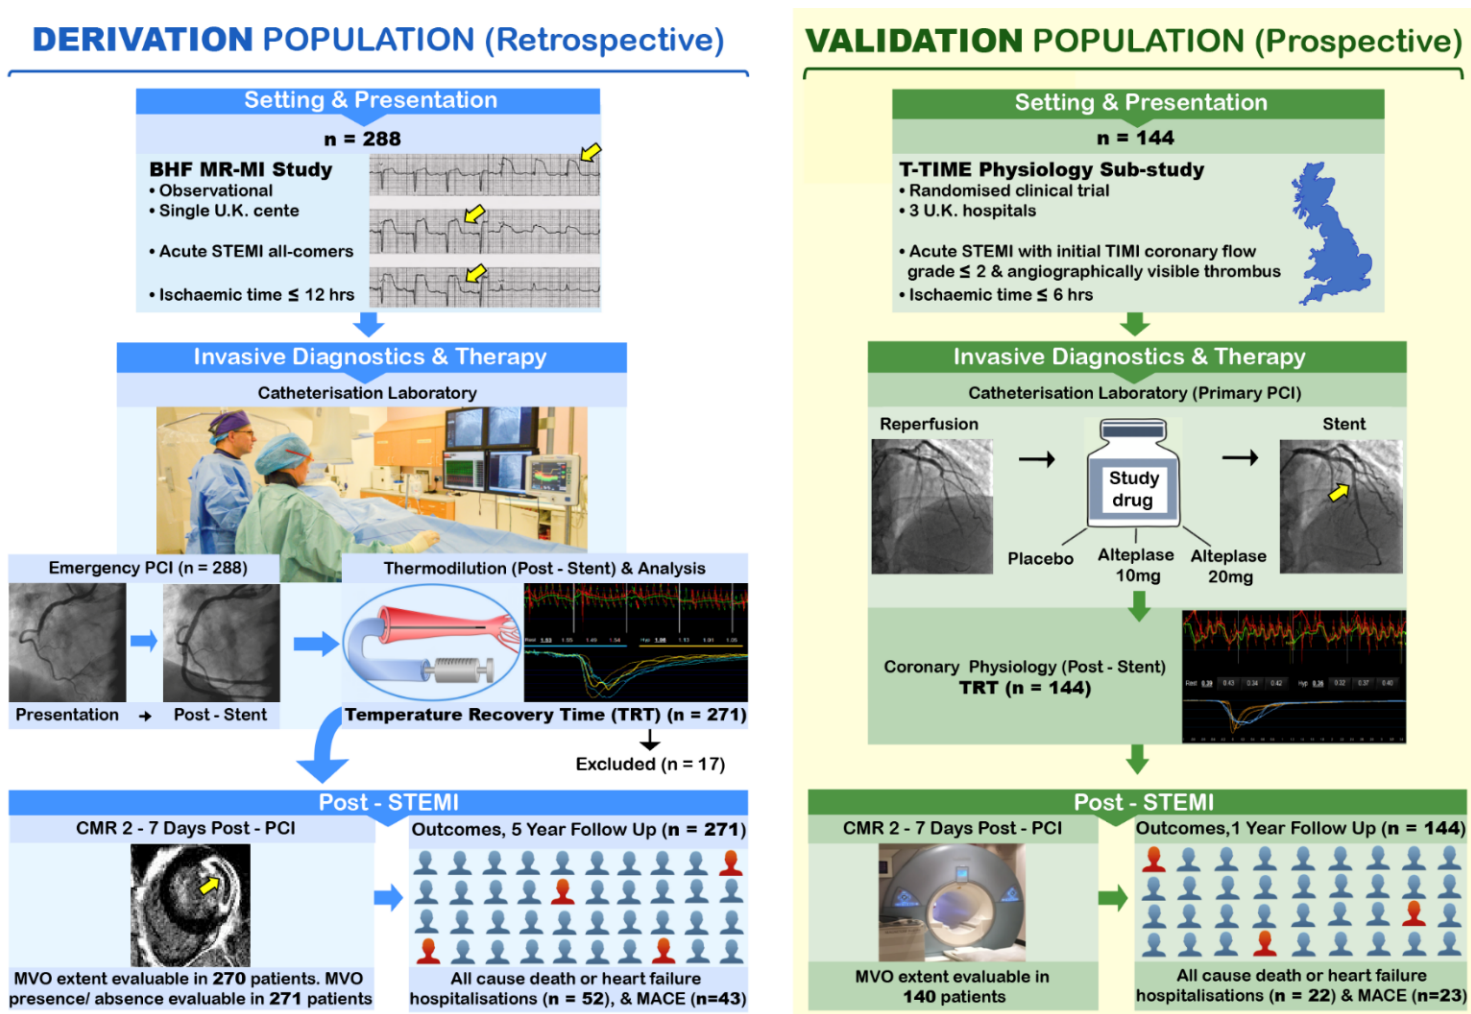 DERIVATION POPULATION (Retrospective)
Setting & Presentation
n = 288
BHF MR-MI Study
• Observational
• Single U.K. cente
• Acute STEMI all-comers
• Ischaemic time ≤ 12 hrs
Invasive Diagnostics & Therapy
Catheterisation Laboratory
Emergency PCI (n = 288)
Presentation → Post - Stent
Thermodilution (Post - Stent) & Analysis
Temperature Recovery Time (TRT) (n = 271)
Excluded (n = 17)
Post - STEMI
CMR 2 - 7 Days Post - PCI
MVO extent evaluable in 270 patients. MVO
presence/ absence evaluable in 271 patients
Outcomes, 5 Year Follow Up (n = 271)
All cause death or heart failure
hospitalisations (n = 52), & MACE (n=43)
VALIDATION POPULATION (Prospective)
Setting & Presentation
n = 144
T-TIME Physiology Sub-study
• Randomised clinical trial
• 3 U.K. hospitals
• Acute STEMI with initial TIMI coronary flow
grade ≤ 2 & angiographically visible thrombus
• Ischaemic time ≤ 6 hrs
Invasive Diagnostics & Therapy
Catheterisation Laboratory (Primary PCI)
Reperfusion
Study
drug
Stent
Placebo
Alteplase
10mg
Alteplase
20mg
Coronary Physiology (Post - Stent)
TRT (n = 144)
Post - STEMI
CMR 2 - 7 Days Post - PCI
MVO extent evaluable in
140 patients
Outcomes,1 Year Follow Up (n = 144)
All cause death or heart failure
hospitalisations (n = 22) & MACE (n=23)